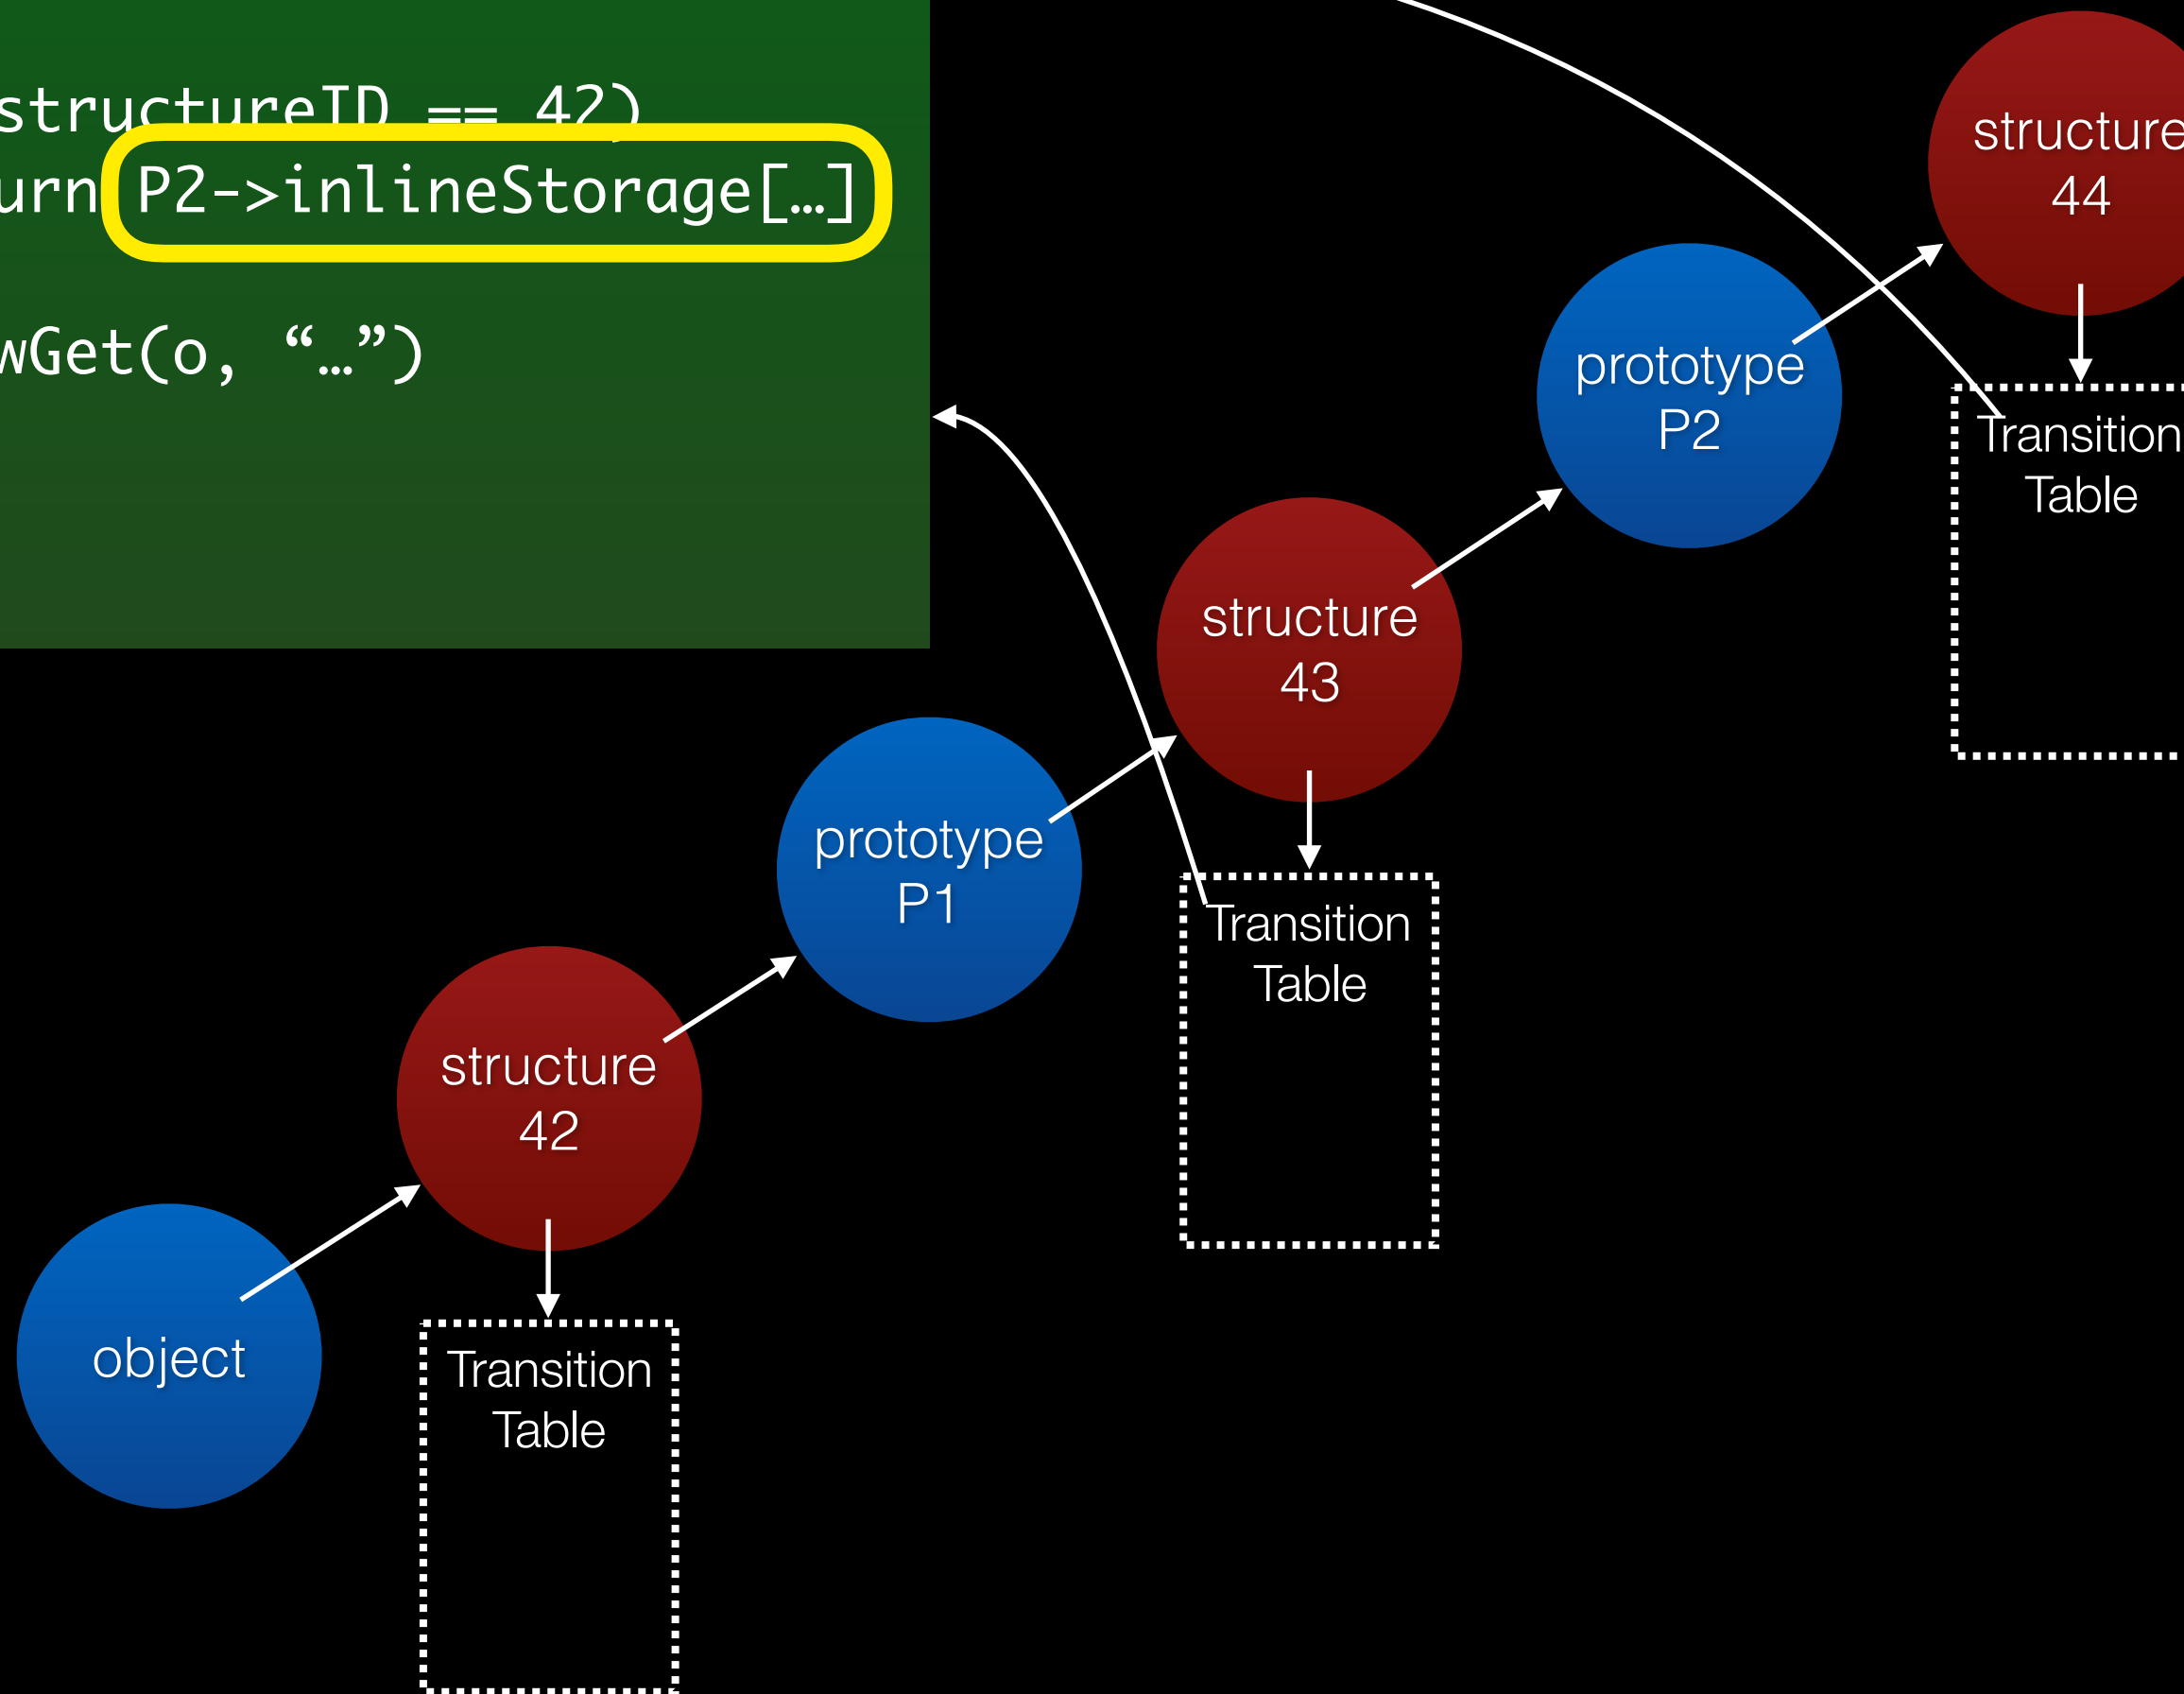 structureID == 42)
urn P2->inlineStorage[…]
wGet(o, “…”)
structure
44
prototype
P2
Transition
Table
structure
43
prototype
P1
Transition
Table
structure
42
object
Transition
Table